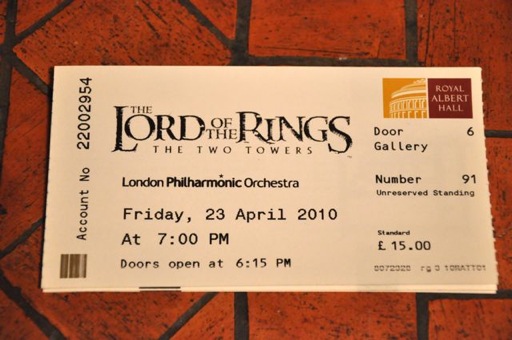 Account No 22002954
THE
LORD OF THE RINGS
THE TWO TOWERS
London Philharmonic Orchestra
Friday, 23 April 2010
At 7:00 PM
Doors open at 6:15 PM
ROYAL
ALBERT
HALL
Door 6
Gallery
Number 91
Unreserved Standing
Standard
£ 15.00